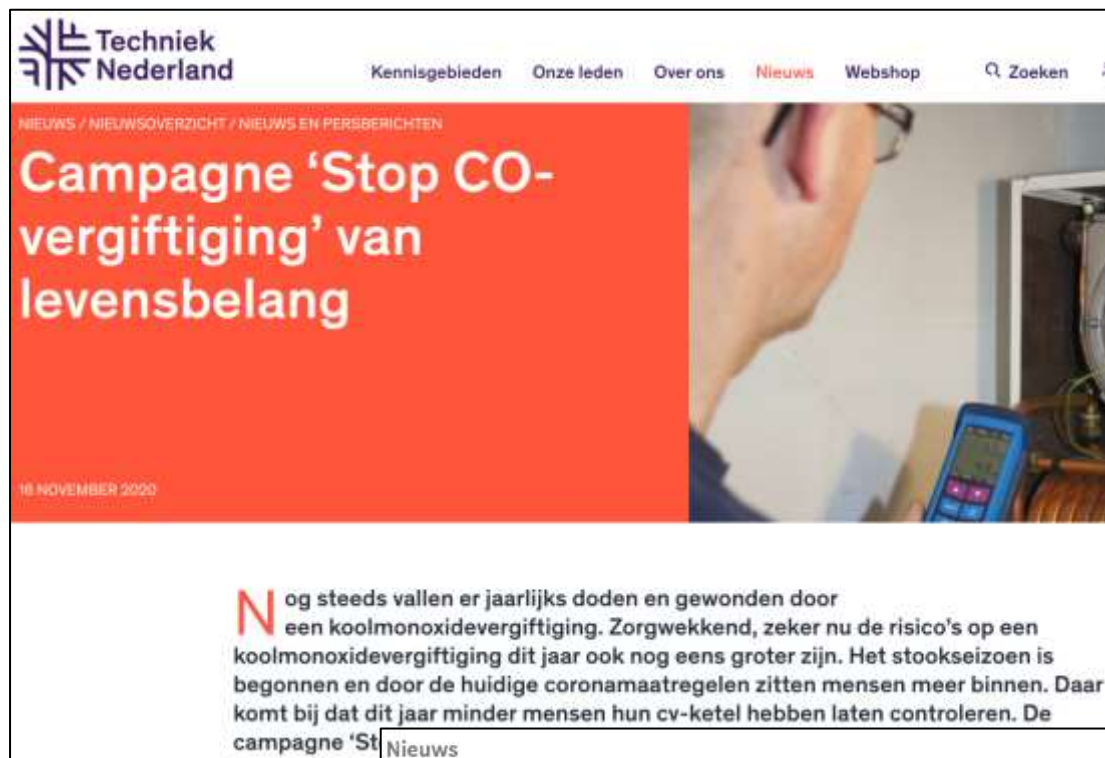 Techniek
Nederland
Kennisgebieden Onze leden Over ons Nieuws Webshop Zoeken
NIEUWS / NIEUWSOVERZICHT / NIEUWS EN PERSBERICHTEN
Campagne ‘Stop CO-
vergiftiging’ van
levensbelang
16 NOVEMBER 2020
Nog steeds vallen er jaarlijks doden en gewonden door
een koolmonoxidevergiftiging. Zorgwekkend, zeker nu de risico’s op een
koolmonoxidevergiftiging dit jaar ook nog eens groter zijn. Het stookseizoen is
begonnen en door de huidige coronamaatregelen zitten mensen meer binnen. Daar
komt bij dat dit jaar minder mensen hun cv-ketel hebben laten controleren. De
campagne ‘St
Nieuws